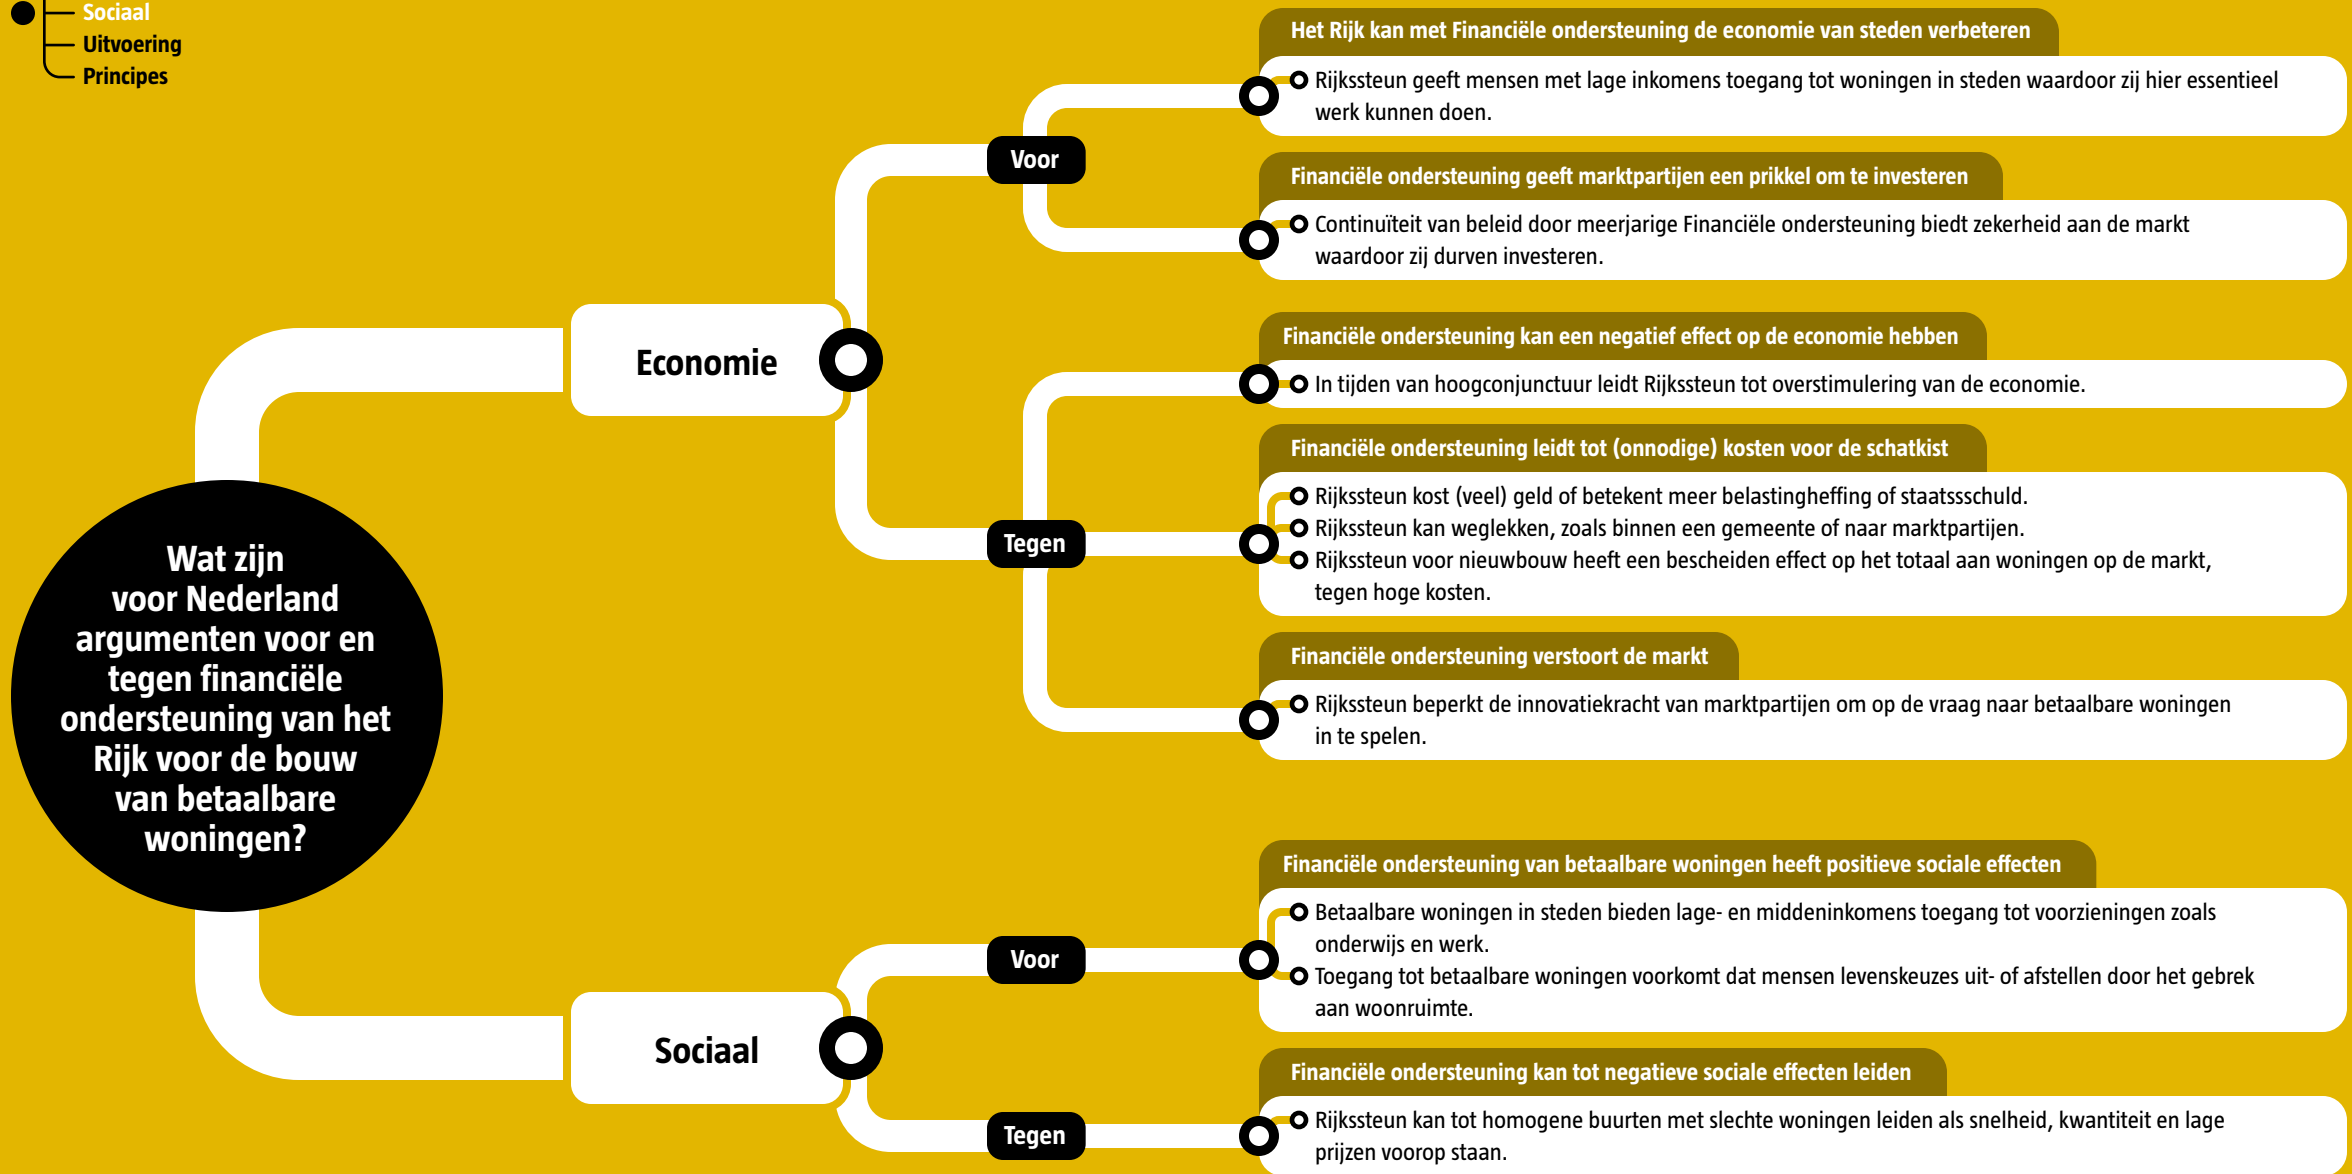 Sociaal
Uitvoering
Principes
Wat zijn
voor Nederland
argumenten voor en
tegen financiële
ondersteuning van het
Rijk voor de bouw
van betaalbare
woningen?
Economie
Voor
Het Rijk kan met Financiële ondersteuning de economie van steden verbeteren
Rijkssteun geeft mensen met lage inkomens toegang tot woningen in steden waardoor zij hier essentieel
werk kunnen doen.
Financiële ondersteuning geeft marktpartijen een prikkel om te investeren
Continuïteit van beleid door meerjarige Financiële ondersteuning biedt zekerheid aan de markt
waardoor zij durven investeren.
Tegen
Financiële ondersteuning kan een negatief effect op de economie hebben
In tijden van hoogconjunctuur leidt Rijkssteun tot overstimulering van de economie.
Financiële ondersteuning leidt tot (onnodige) kosten voor de schatkist
Rijkssteun kost (veel) geld of betekent meer belastingheffing of staatssschuld.
Rijkssteun kan weglekken, zoals binnen een gemeente of naar marktpartijen.
Rijkssteun voor nieuwbouw heeft een bescheiden effect op het totaal aan woningen op de markt,
tegen hoge kosten.
Financiële ondersteuning verstoort de markt
Rijkssteun beperkt de innovatiekracht van marktpartijen om op de vraag naar betaalbare woningen
in te spelen.
Sociaal
Voor
Financiële ondersteuning van betaalbare woningen heeft positieve sociale effecten
Betaalbare woningen in steden bieden lage- en middeninkomens toegang tot voorzieningen zoals
onderwijs en werk.
Toegang tot betaalbare woningen voorkomt dat mensen levenskeuzes uit- of afstellen door het gebrek
aan woonruimte.
Tegen
Financiële ondersteuning kan tot negatieve sociale effecten leiden
Rijkssteun kan tot homogene buurten met slechte woningen leiden als snelheid, kwantiteit en lage
prijzen voorop staan.